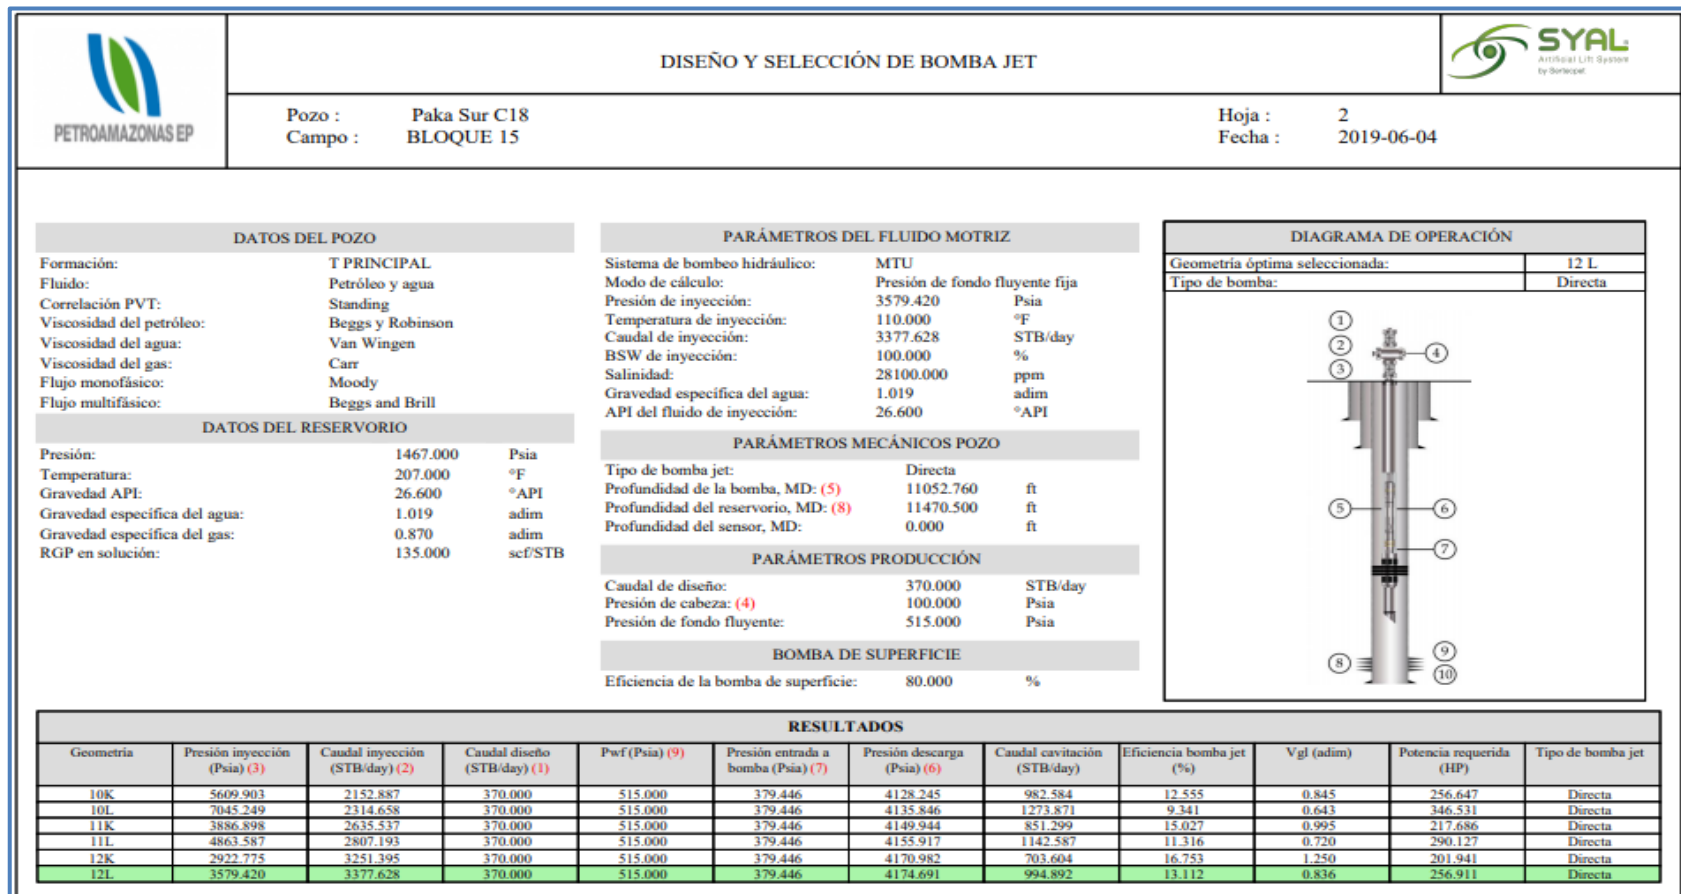 PETROAMAZONAS EP
DISEÑO Y SELECCIÓN DE BOMBA JET
SYAL
Artificial Lift System
by Sertecpet
Pozo : Paka Sur C18
Campo : BLOQUE 15
Hoja : 2
Fecha : 2019-06-04
DATOS DEL POZO
Formación: T PRINCIPAL
Fluido: Petróleo y agua
Correlación PVT: Standing
Viscosidad del petróleo: Beggs y Robinson
Viscosidad del agua: Van Wingen
Viscosidad del gas: Carr
Flujo monofásico: Moody
Flujo multifásico: Beggs and Brill
DATOS DEL RESERVORIO
Presión: 1467.000 Psia
Temperatura: 207.000 °F
Gravedad API: 26.600 °API
Gravedad específica del agua: 1.019 adim
Gravedad específica del gas: 0.870 adim
RGP en solución: 135.000 scf/STB
PARÁMETROS DEL FLUIDO MOTRIZ
Sistema de bombeo hidráulico: MTU
Modo de cálculo: Presión de fondo fluyente fija
Presión de inyección: 3579.420 Psia
Temperatura de inyección: 110.000 °F
Caudal de inyección: 3377.628 STB/day
BSW de inyección: 100.000 %
Salinidad: 28100.000 ppm
Gravedad específica del agua: 1.019 adim
API del fluido de inyección: 26.600 °API
PARÁMETROS MECÁNICOS POZO
Tipo de bomba jet: Directa
Profundidad de la bomba, MD: (5) 11052.760 ft
Profundidad del reservorio, MD: (8) 11470.500 ft
Profundidad del sensor, MD: 0.000 ft
PARÁMETROS PRODUCCIÓN
Caudal de diseño: 370.000 STB/day
Presión de cabeza: (4) 100.000 Psia
Presión de fondo fluyente: 515.000 Psia
BOMBA DE SUPERFICIE
Eficiencia de la bomba de superficie: 80.000 %
DIAGRAMA DE OPERACIÓN
Geometría óptima seleccionada: 12 L
Tipo de bomba: Directa
1
2
3
4
5
6
7
8
9
10
RESULTADOS
Geometría Presión inyección (Psia) (3) Caudal inyección (STB/day) (2) Caudal diseño (STB/day) (1) Pwf (Psia) (9) Presión entrada a bomba (Psia) (7) Presión descarga (Psia) (6) Caudal cavitación (STB/day) Eficiencia bomba jet (%) Vgl (adim) Potencia requerida (HP) Tipo de bomba jet
10K 5609.903 2152.887 370.000 515.000 379.446 4128.245 982.584 12.555 0.845 256.647 Directa
10L 7045.249 2314.658 370.000 515.000 379.446 4135.846 1273.871 9.341 0.643 346.531 Directa
11K 3886.898 2635.537 370.000 515.000 379.446 4149.944 851.299 15.027 0.995 217.686 Directa
11L 4863.587 2807.193 370.000 515.000 379.446 4155.917 1142.587 11.316 0.720 290.127 Directa
12K 2922.775 3251.395 370.000 515.000 379.446 4170.982 703.604 16.753 1.250 201.941 Directa
12L 3579.420 3377.628 370.000 515.000 379.446 4174.691 994.892 13.112 0.836 256.911 Directa